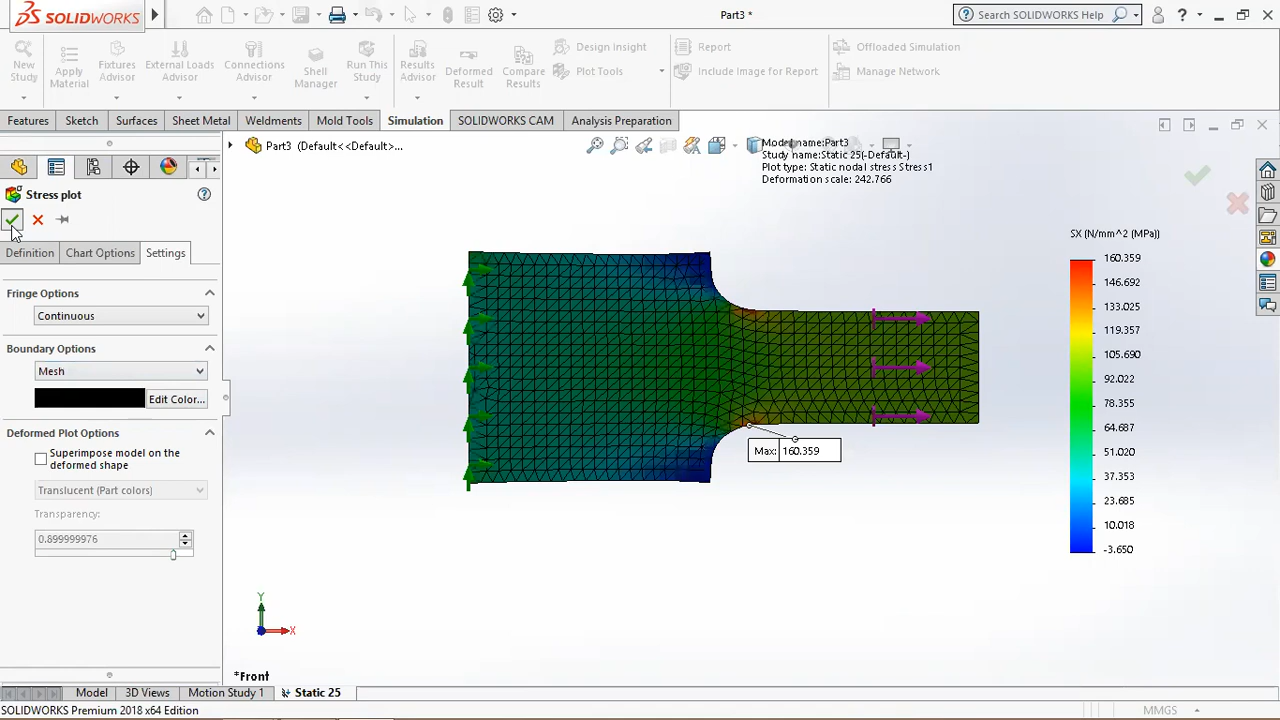 SOLIDWORKS
Part3 *
Search SOLIDWORKS Help
?
New Study
Apply Material
Fixtures Advisor
External Loads Advisor
Connections Advisor
Shell Manager
Run This Study
Results Advisor
Deformed Result
Compare Results
Design Insight
Plot Tools
Report
Include Image for Report
Offloaded Simulation
Manage Network
Features
Sketch
Surfaces
Sheet Metal
Weldments
Mold Tools
Simulation
SOLIDWORKS CAM
Analysis Preparation
Part3 (Default<<Default>...
Model name:Part3
Study name:Static 25(-Default-)
Plot type: Static nodal stress Stress1
Deformation scale: 242.766
Stress plot
?
Definition
Chart Options
Settings
Fringe Options
Continuous
Boundary Options
Mesh
Edit Color...
Deformed Plot Options
Superimpose model on the
deformed shape
Translucent (Part colors)
Transparency:
0.899999976
SX (N/mm^2 (MPa))
160.359
146.692
133.025
119.357
105.690
92.022
78.355
64.687
51.020
37.353
23.685
10.018
-3.650
Max: 160.359
Y
X
*Front
Model
3D Views
Motion Study 1
Static 25
SOLIDWORKS Premium 2018 x64 Edition
MMGS